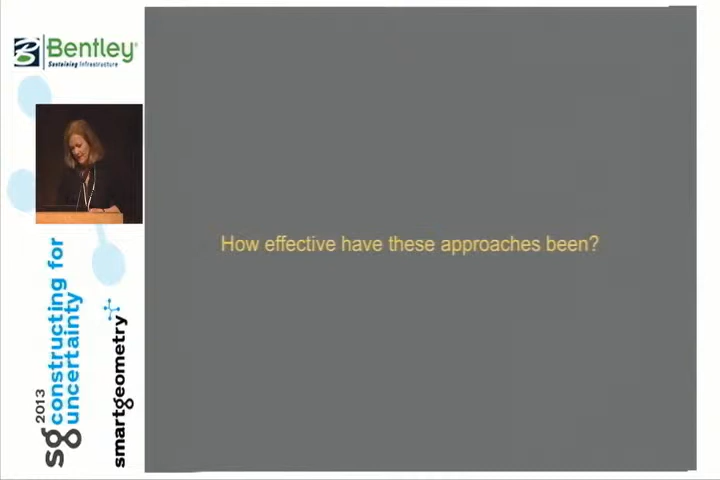 Bentley
Sustaining Infrastructure
How effective have these approaches been?
sg 2013
constructing for
uncertainty
smartgeometry